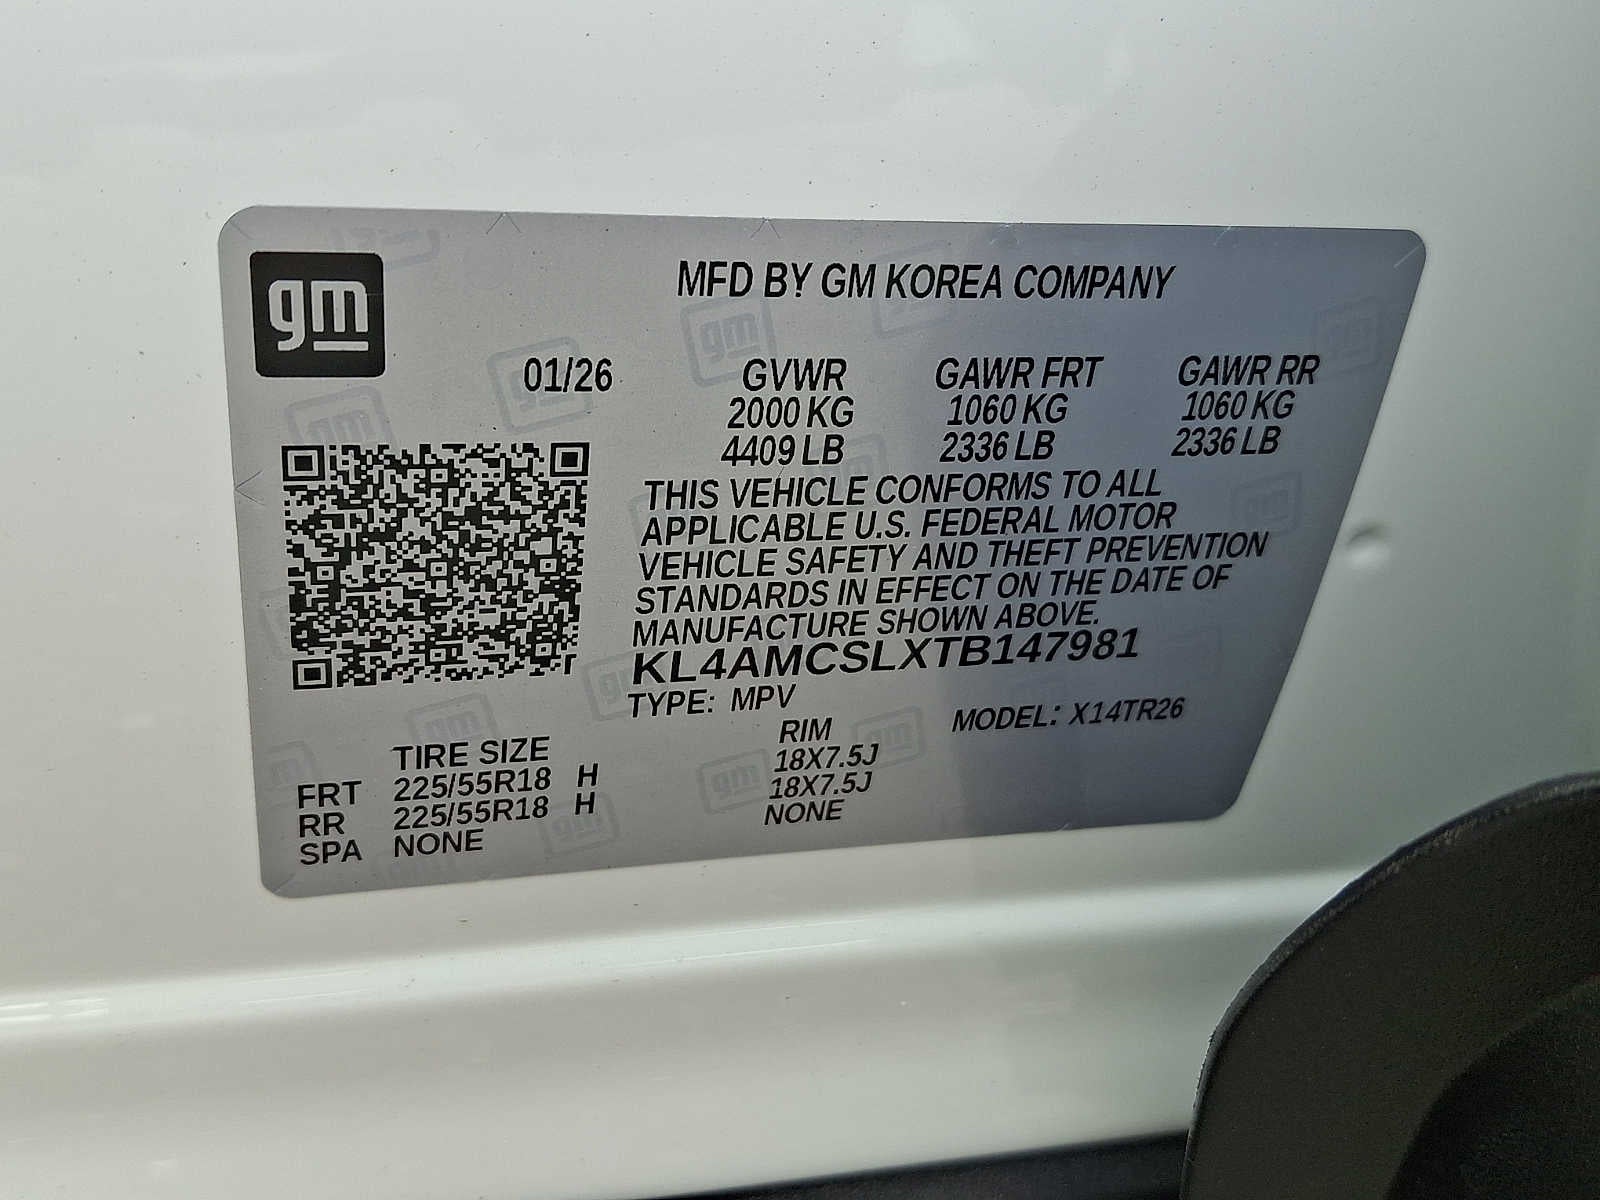 gm
MFD BY GM KOREA COMPANY
01/26 GVWR GAWR FRT GAWR RR
2000 KG 1060 KG 1060 KG
4409 LB 2336 LB 2336 LB
THIS VEHICLE CONFORMS TO ALL
APPLICABLE U.S. FEDERAL MOTOR
VEHICLE SAFETY AND THEFT PREVENTION
STANDARDS IN EFFECT ON THE DATE OF
MANUFACTURE SHOWN ABOVE.
KL4AMCSLXTB147981
TYPE: MPV MODEL: X14TR26
TIRE SIZE RIM
FRT 225/55R18 H 18X7.5J
RR 225/55R18 H 18X7.5J
SPA NONE NONE